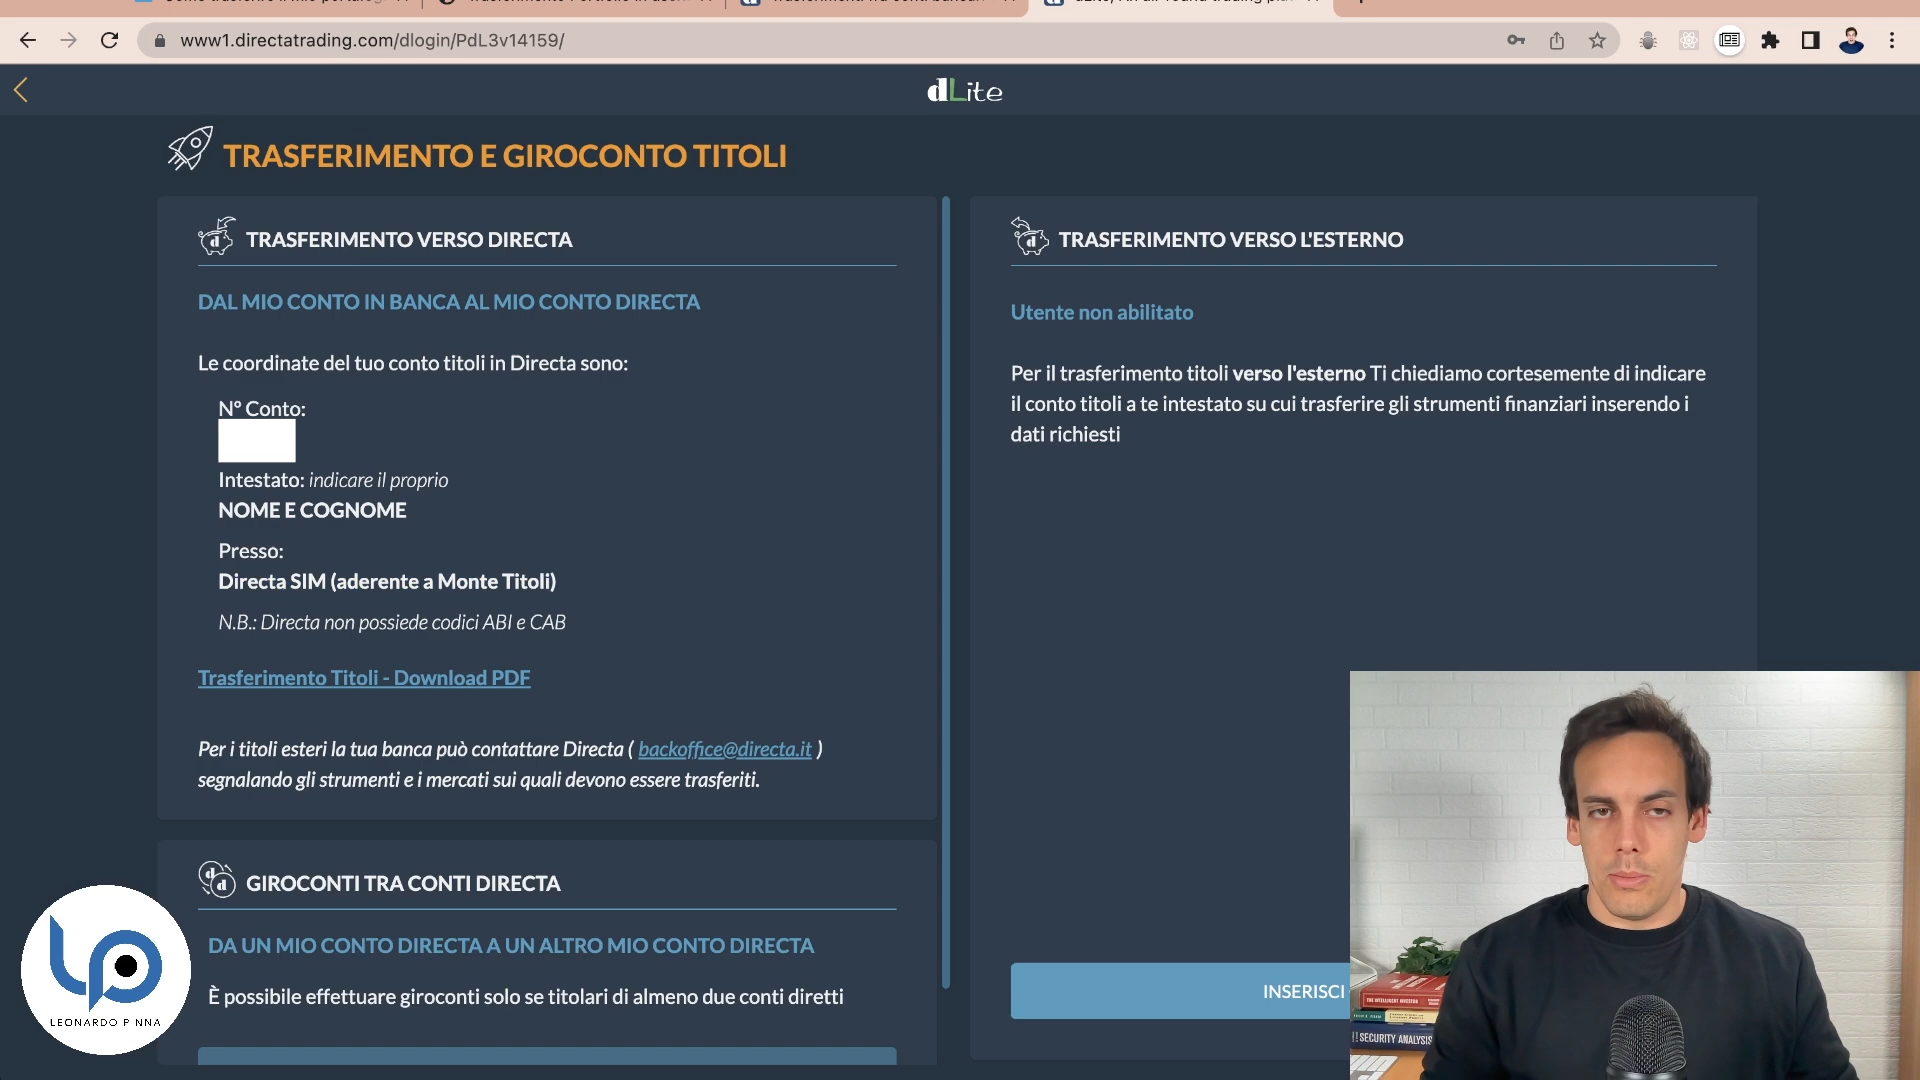 www1.directatrading.com/dlogin/PdL3v14159/
dLite
TRASFERIMENTO E GIROCONTO TITOLI
TRASFERIMENTO VERSO DIRECTA
DAL MIO CONTO IN BANCA AL MIO CONTO DIRECTA
Le coordinate del tuo conto titoli in Directa sono:
N° Conto:
Intestato: indicare il proprio
NOME E COGNOME
Presso:
Directa SIM (aderente a Monte Titoli)
N.B.: Directa non possiede codici ABI e CAB
Trasferimento Titoli - Download PDF
Per i titoli esteri la tua banca può contattare Directa ( backoffice@directa.it )
segnalando gli strumenti e i mercati sui quali devono essere trasferiti.
GIROCONTI TRA CONTI DIRECTA
DA UN MIO CONTO DIRECTA A UN ALTRO MIO CONTO DIRECTA
È possibile effettuare giroconti solo se titolari di almeno due conti diretti
TRASFERIMENTO VERSO L'ESTERNO
Utente non abilitato
Per il trasferimento titoli verso l'esterno Ti chiediamo cortesemente di indicare
il conto titoli a te intestato su cui trasferire gli strumenti finanziari inserendo i
dati richiesti
INSERISCI
THE INTELLIGENT INVESTOR
SECURITY ANALYSIS
LEONARDO P NNA